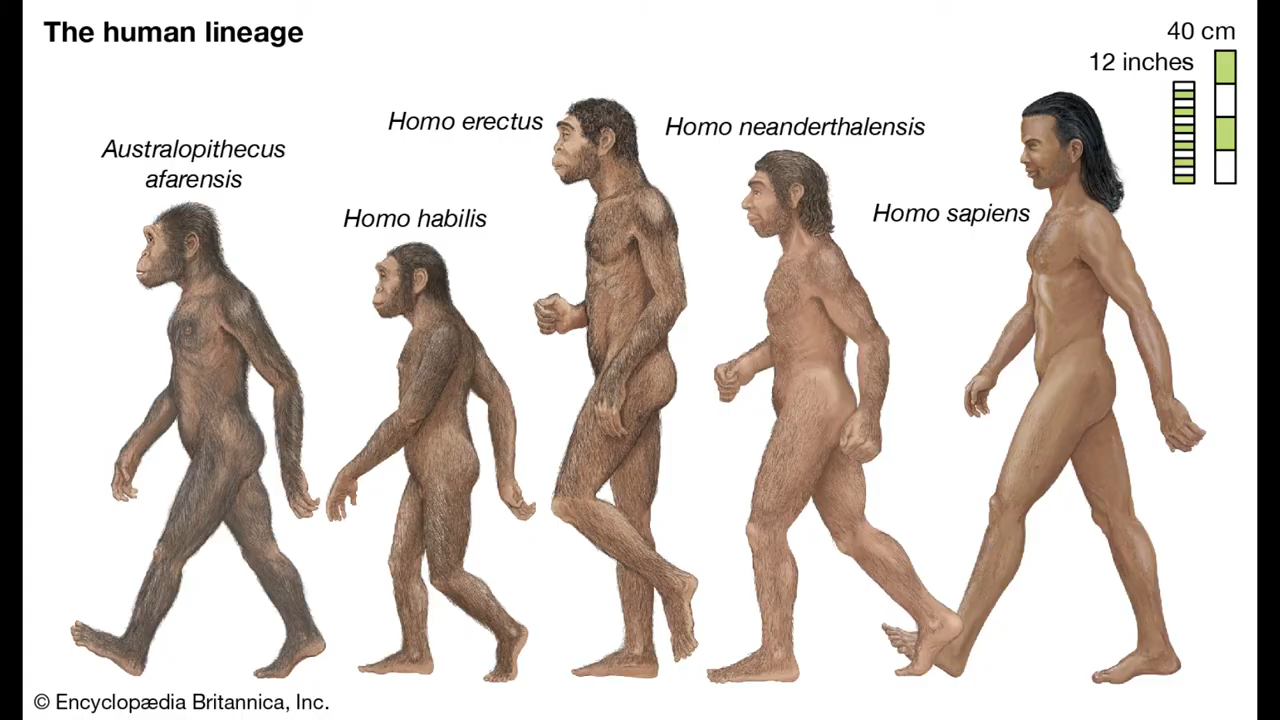 The human lineage
40 cm
12 inches
Homo erectus
Homo neanderthalensis
Australopithecus
afarensis
Homo habilis
Homo sapiens
© Encyclopædia Britannica, Inc.